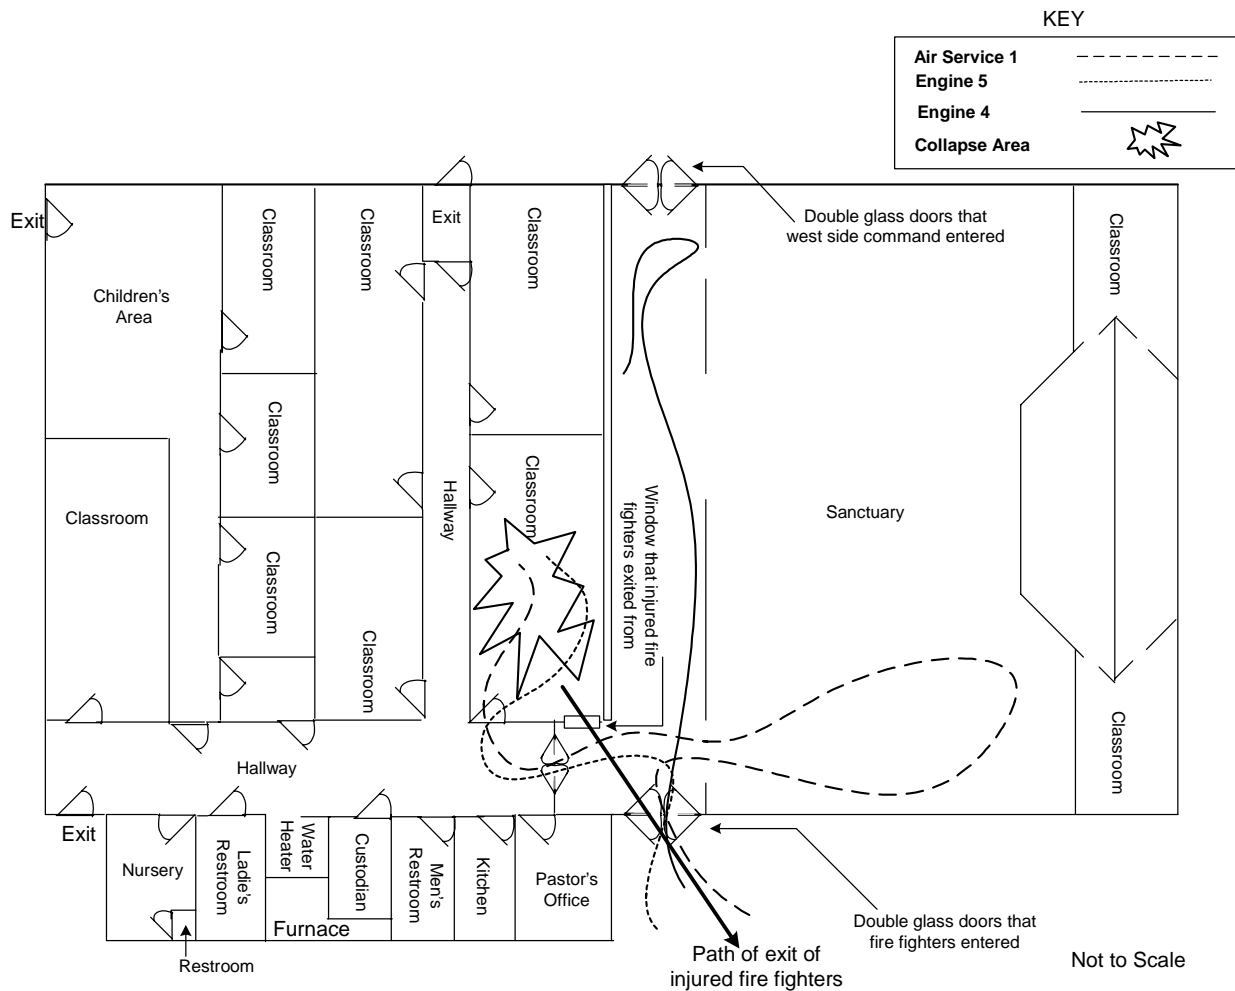 KEY
Air Service 1
Engine 5
Engine 4
Collapse Area
Double glass doors that
west side command entered
Exit
Exit
Classroom
Classroom
Classroom
Classroom
Children's
Area
Classroom
Classroom
Hallway
Classroom
Window that injured fire
fighters exited from
Sanctuary
Classroom
Classroom
Classroom
Hallway
Exit
Nursery
Ladie's
Restroom
Water
Heater
Custodian
Men's
Restroom
Kitchen
Pastor's
Office
Furnace
Restroom
Double glass doors that
fire fighters entered
Path of exit of
injured fire fighters
Not to Scale